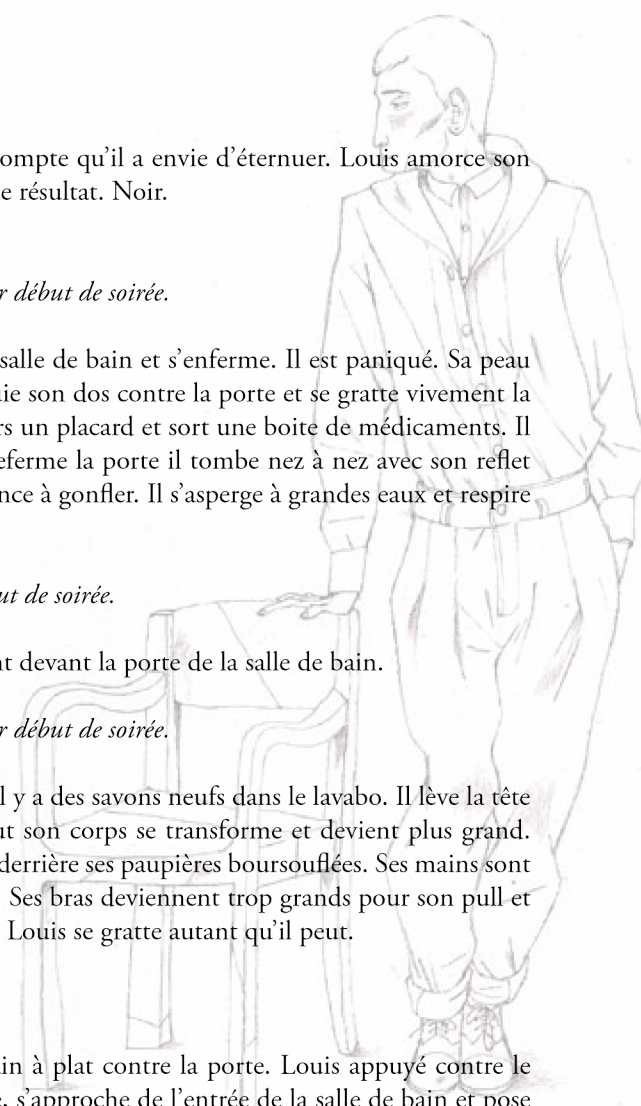 ompte qu’il a envie d’éternuer. Louis amorce son
e résultat. Noir.
r début de soirée.
salle de bain et s’enferme. Il est paniqué. Sa peau
ie son dos contre la porte et se gratte vivement la
rs un placard et sort une boite de médicaments. Il
eferme la porte il tombe nez à nez avec son reflet
nce à gonfler. Il s’asperge à grandes eaux et respire
ut de soirée.
nt devant la porte de la salle de bain.
r début de soirée.
l y a des savons neufs dans le lavabo. Il lève la tête
ut son corps se transforme et devient plus grand.
derrière ses paupières boursouflées. Ses mains sont
. Ses bras deviennent trop grands pour son pull et
Louis se gratte autant qu’il peut.
in à plat contre la porte. Louis appuyé contre le
e, s’approche de l’entrée de la salle de bain et pose